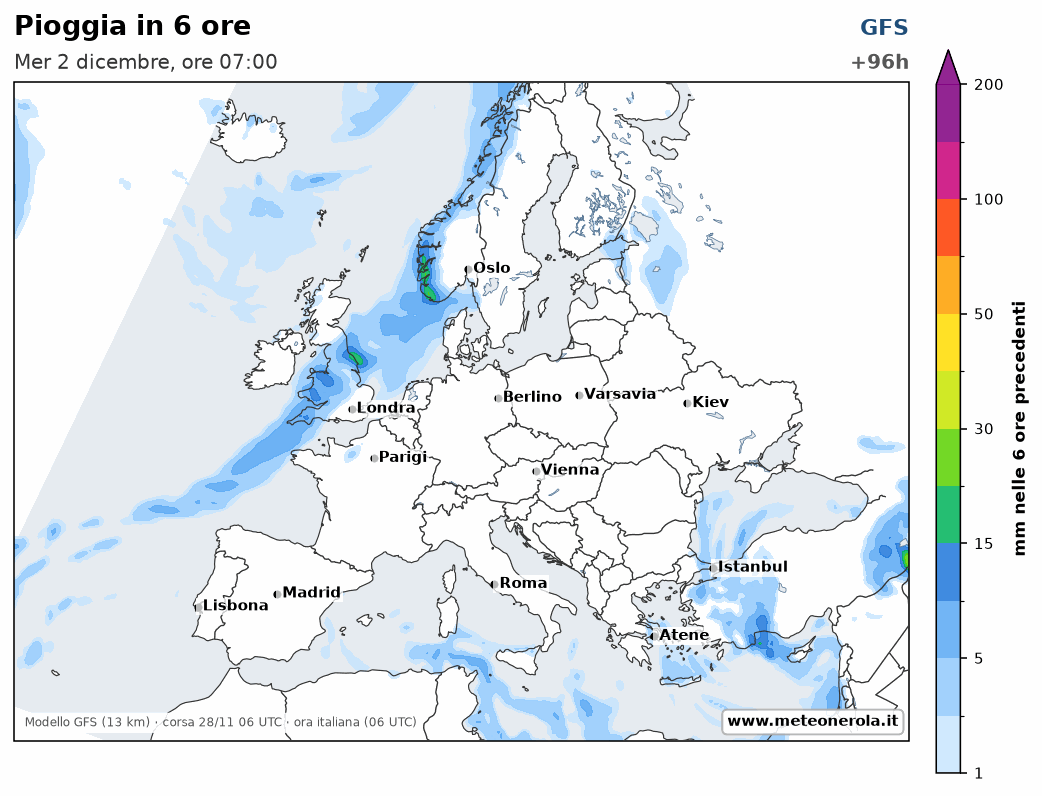 Pioggia in 6 ore
GFS
Mer 2 dicembre, ore 07:00
+96h
200
100
50
30
15
5
1
mm nelle 6 ore precedenti
Oslo
Berlino
Varsavia
Kiev
Londra
Parigi
Vienna
Istanbul
Roma
Madrid
Lisbona
Atene
Modello GFS (13 km) · corsa 28/11 06 UTC · ora italiana (06 UTC)
www.meteonerola.it